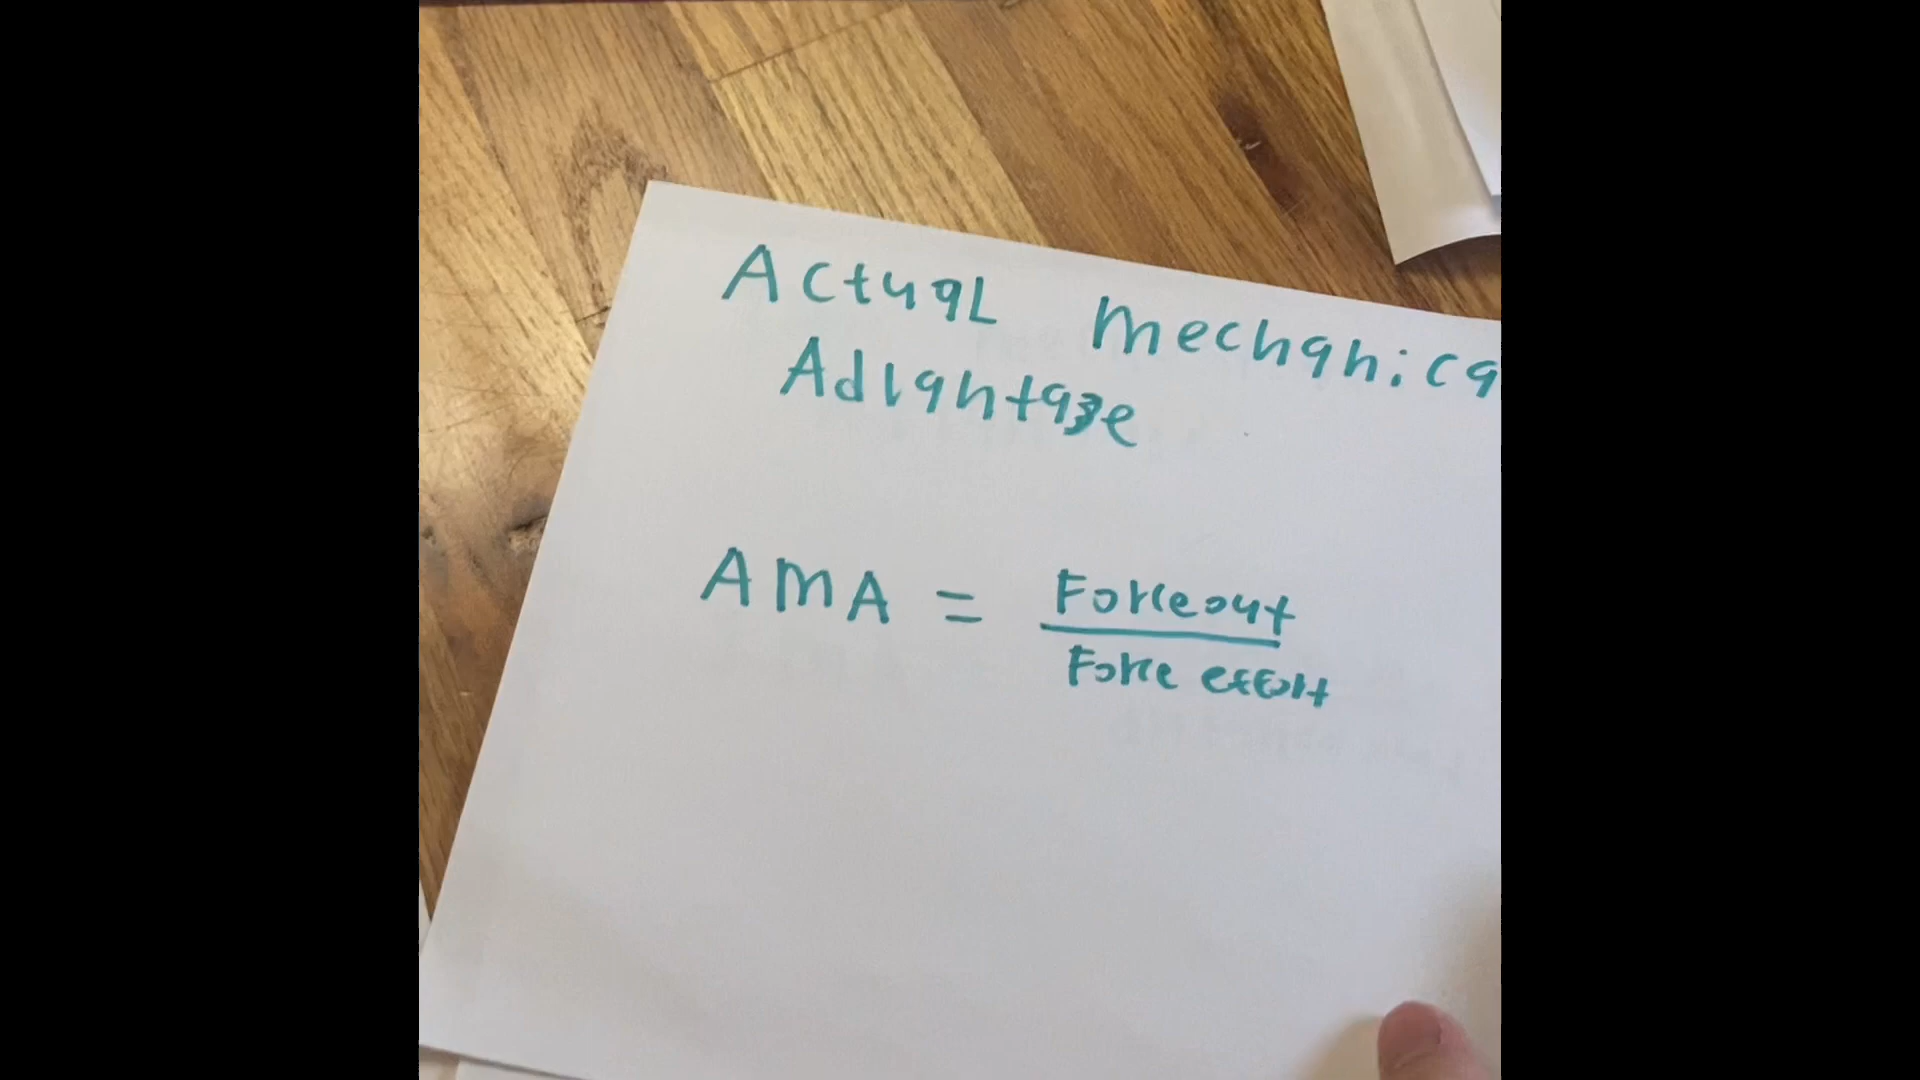 Actual Mechanica
Advantage
AMA = Force out
Force effort